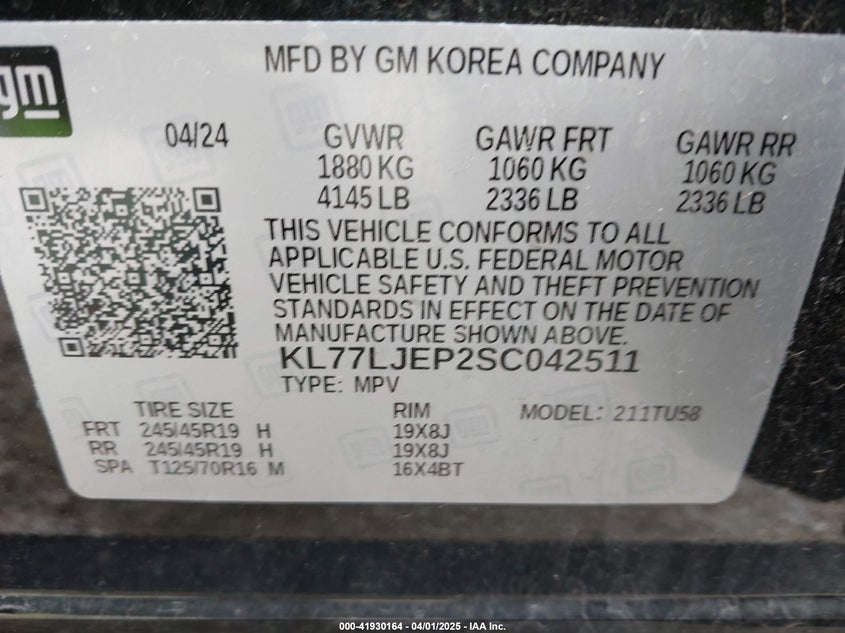 gm
MFD BY GM KOREA COMPANY
04/24 GVWR GAWR FRT GAWR RR
1880 KG 1060 KG 1060 KG
4145 LB 2336 LB 2336 LB
THIS VEHICLE CONFORMS TO ALL
APPLICABLE U.S. FEDERAL MOTOR
VEHICLE SAFETY AND THEFT PREVENTION
STANDARDS IN EFFECT ON THE DATE OF
MANUFACTURE SHOWN ABOVE.
KL77LJEP2SC042511
TYPE: MPV
TIRE SIZE RIM MODEL: 211TU58
FRT 245/45R19 H 19X8J
RR 245/45R19 H 19X8J
SPA T125/70R16 M 16X4BT
000-41930164 - 04/01/2025 - IAA Inc.